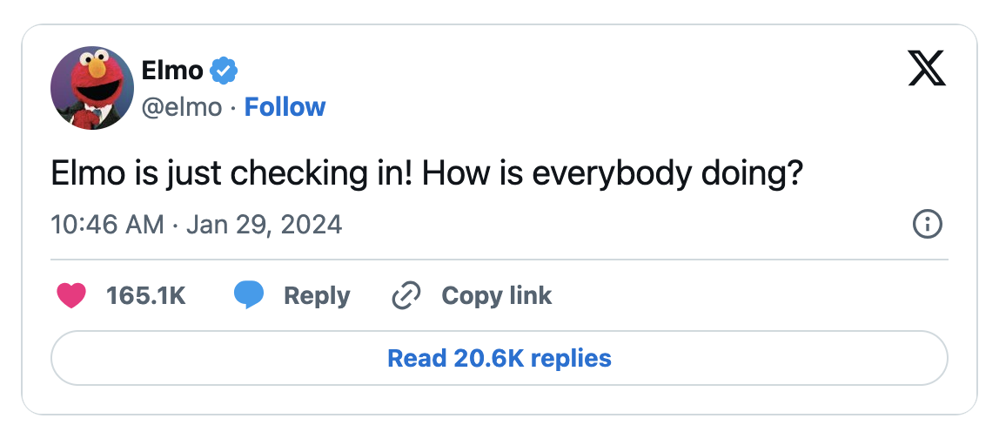 Elmo
@elmo · Follow
Elmo is just checking in! How is everybody doing?
10:46 AM · Jan 29, 2024
165.1K Reply Copy link
Read 20.6K replies